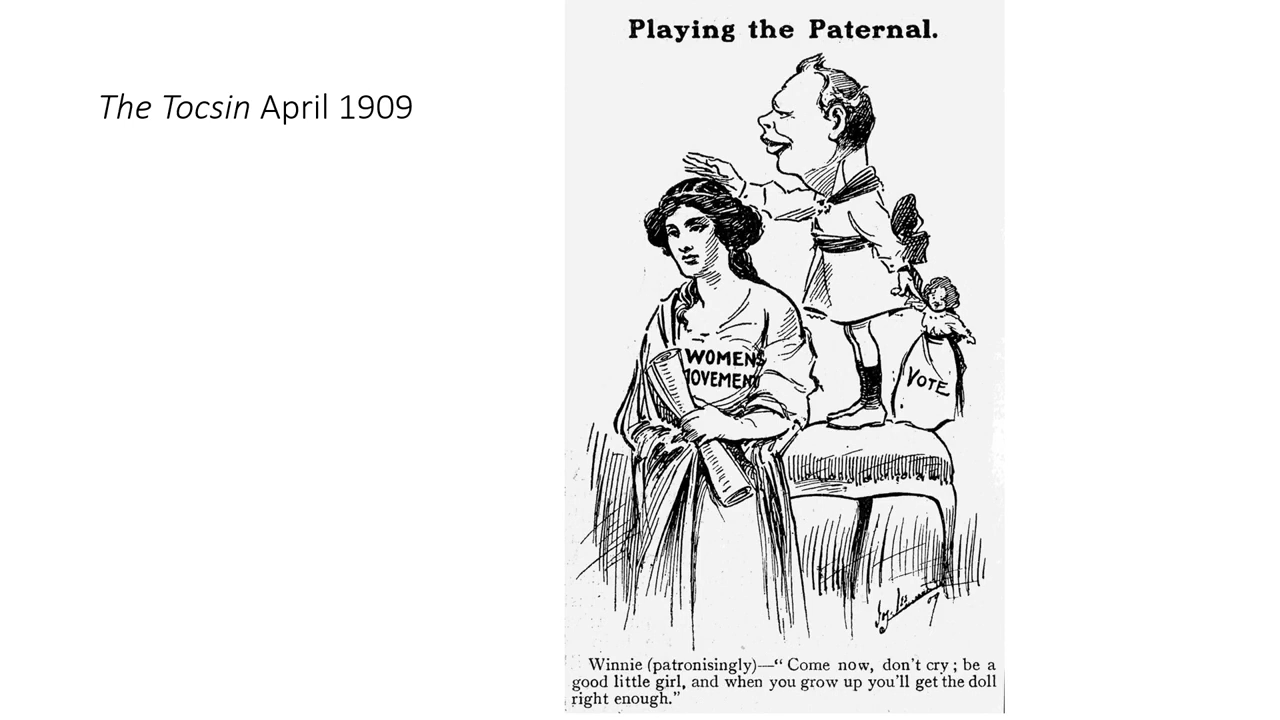 Playing the Paternal.
The Tocsin April 1909
WOMENS
MOVEMENT
VOTE
Winnie (patronisingly)—“ Come now, don't cry ; be a
good little girl, and when you grow up you'll get the doll
right enough.”